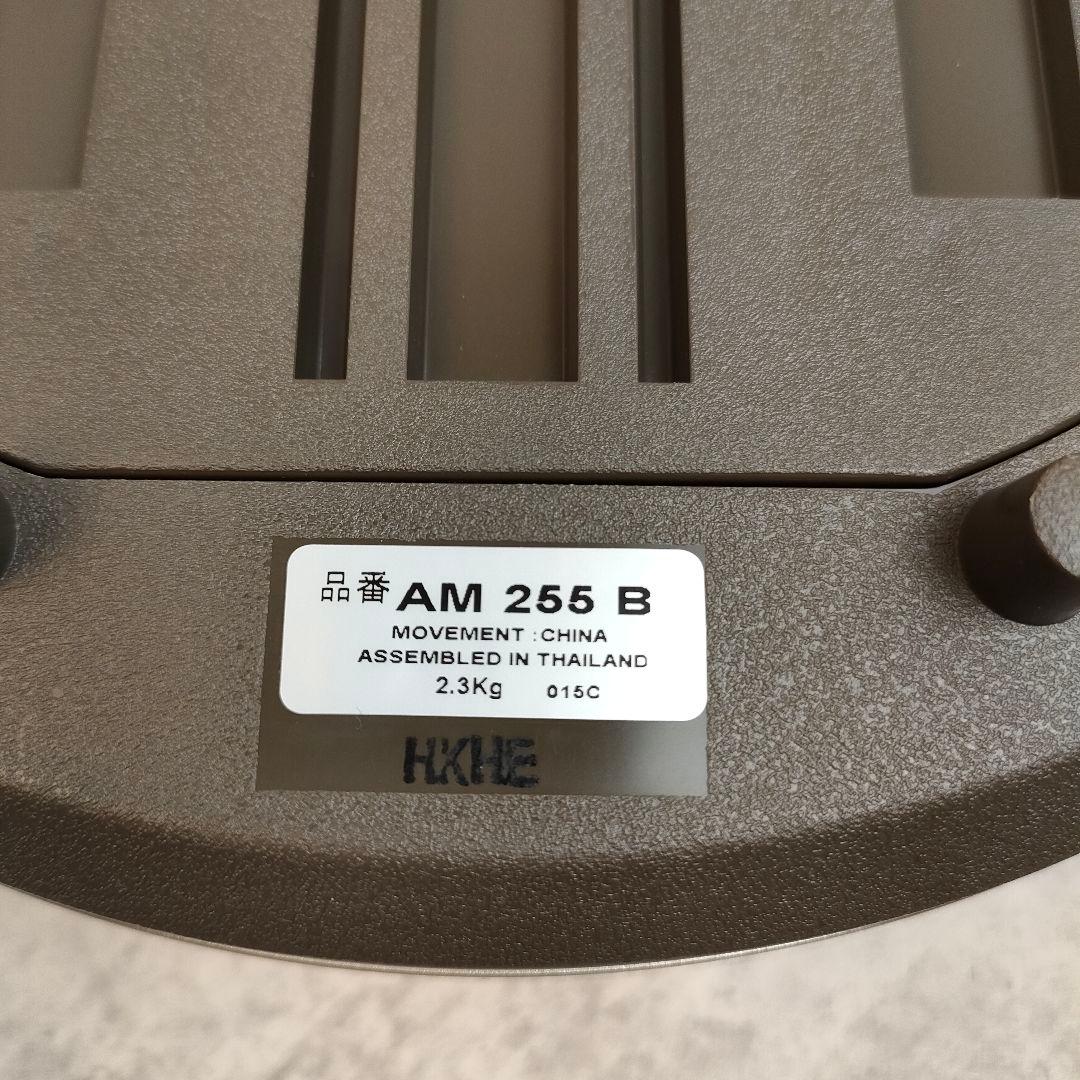 品番 AM 255 B
MOVEMENT :CHINA
ASSEMBLED IN THAILAND
2.3Kg 015C
HKHE